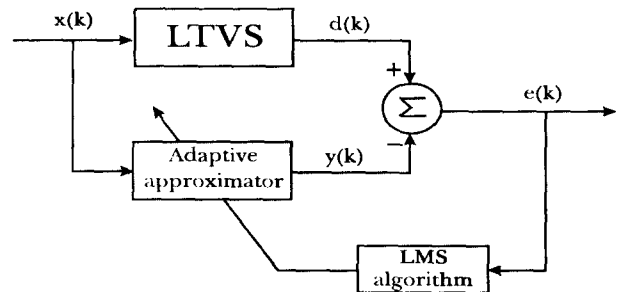 x(k)
LTVS
d(k)
+
Σ
e(k)
−
Adaptive
approximator
y(k)
LMS
algorithm